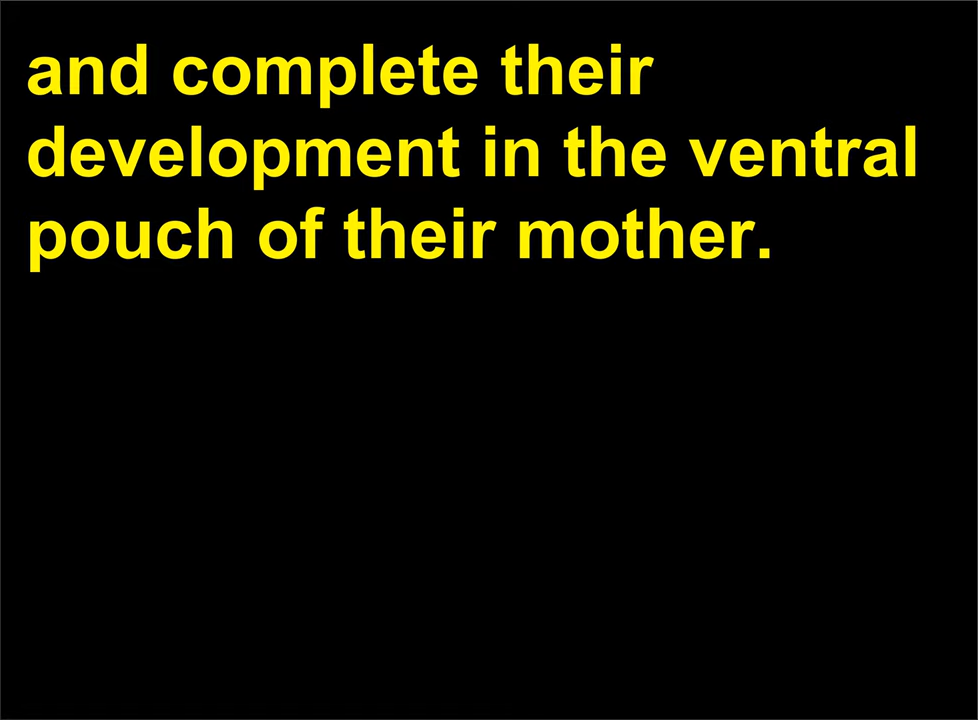 and complete their
development in the ventral
pouch of their mother.